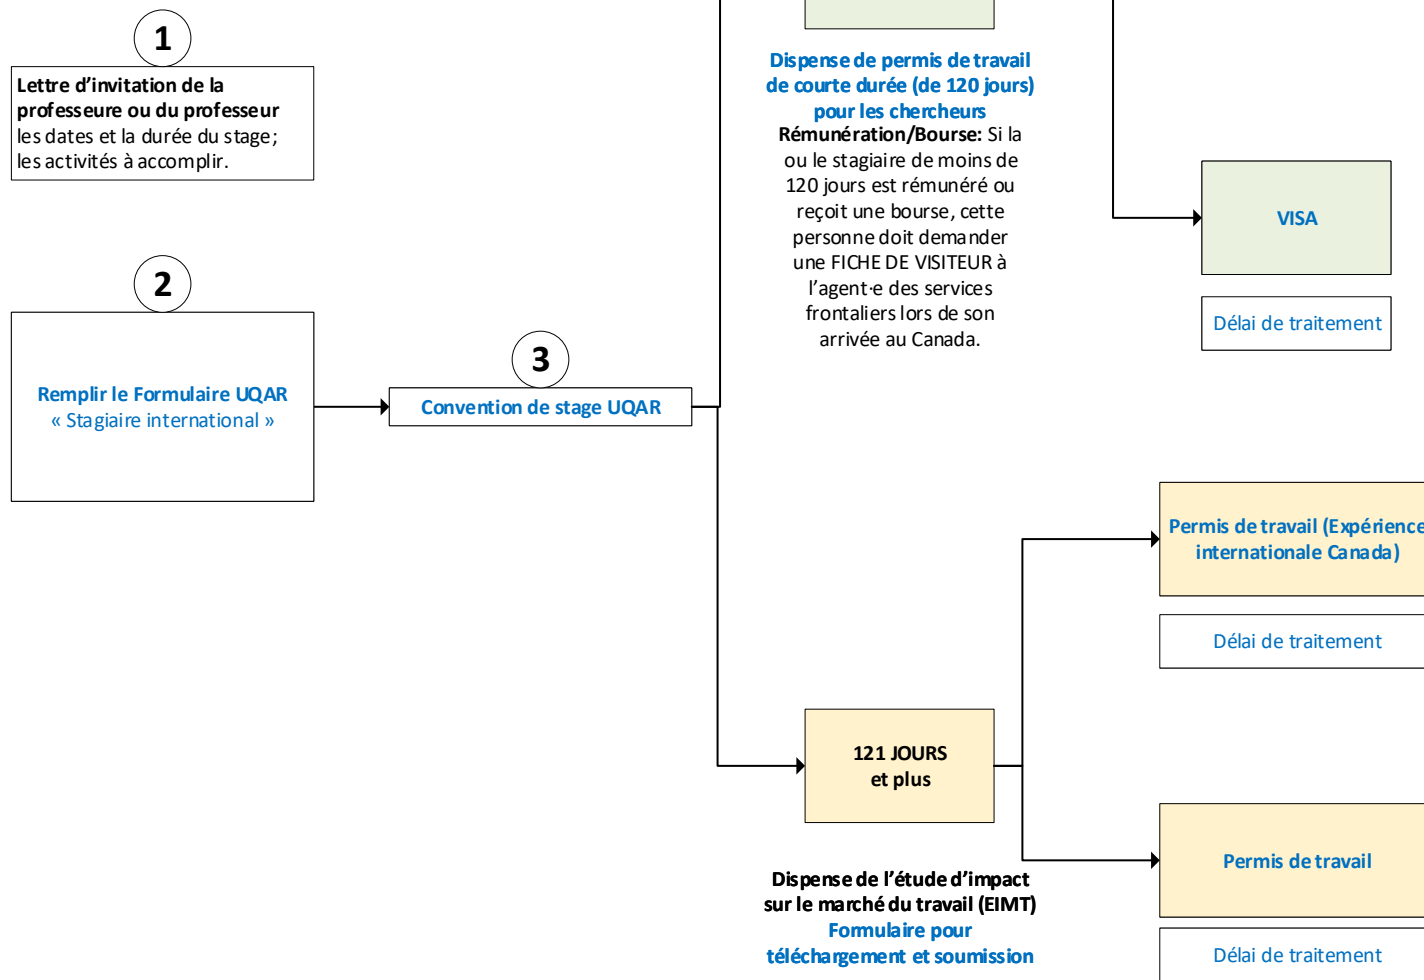 1
Lettre d’invitation de la
professeure ou du professeur
les dates et la durée du stage;
les activités à accomplir.
2
Remplir le Formulaire UQAR
« Stagiaire international »
3
Convention de stage UQAR
Dispense de permis de travail
de courte durée (de 120 jours)
pour les chercheurs
Rémunération/Bourse: Si la
ou le stagiaire de moins de
120 jours est rémunéré ou
reçoit une bourse, cette
personne doit demander
une FICHE DE VISITEUR à
l’agent·e des services
frontaliers lors de son
arrivée au Canada.
VISA
Délai de traitement
121 JOURS
et plus
Dispense de l’étude d’impact
sur le marché du travail (EIMT)
Formulaire pour
téléchargement et soumission
Permis de travail (Expérience
internationale Canada)
Délai de traitement
Permis de travail
Délai de traitement